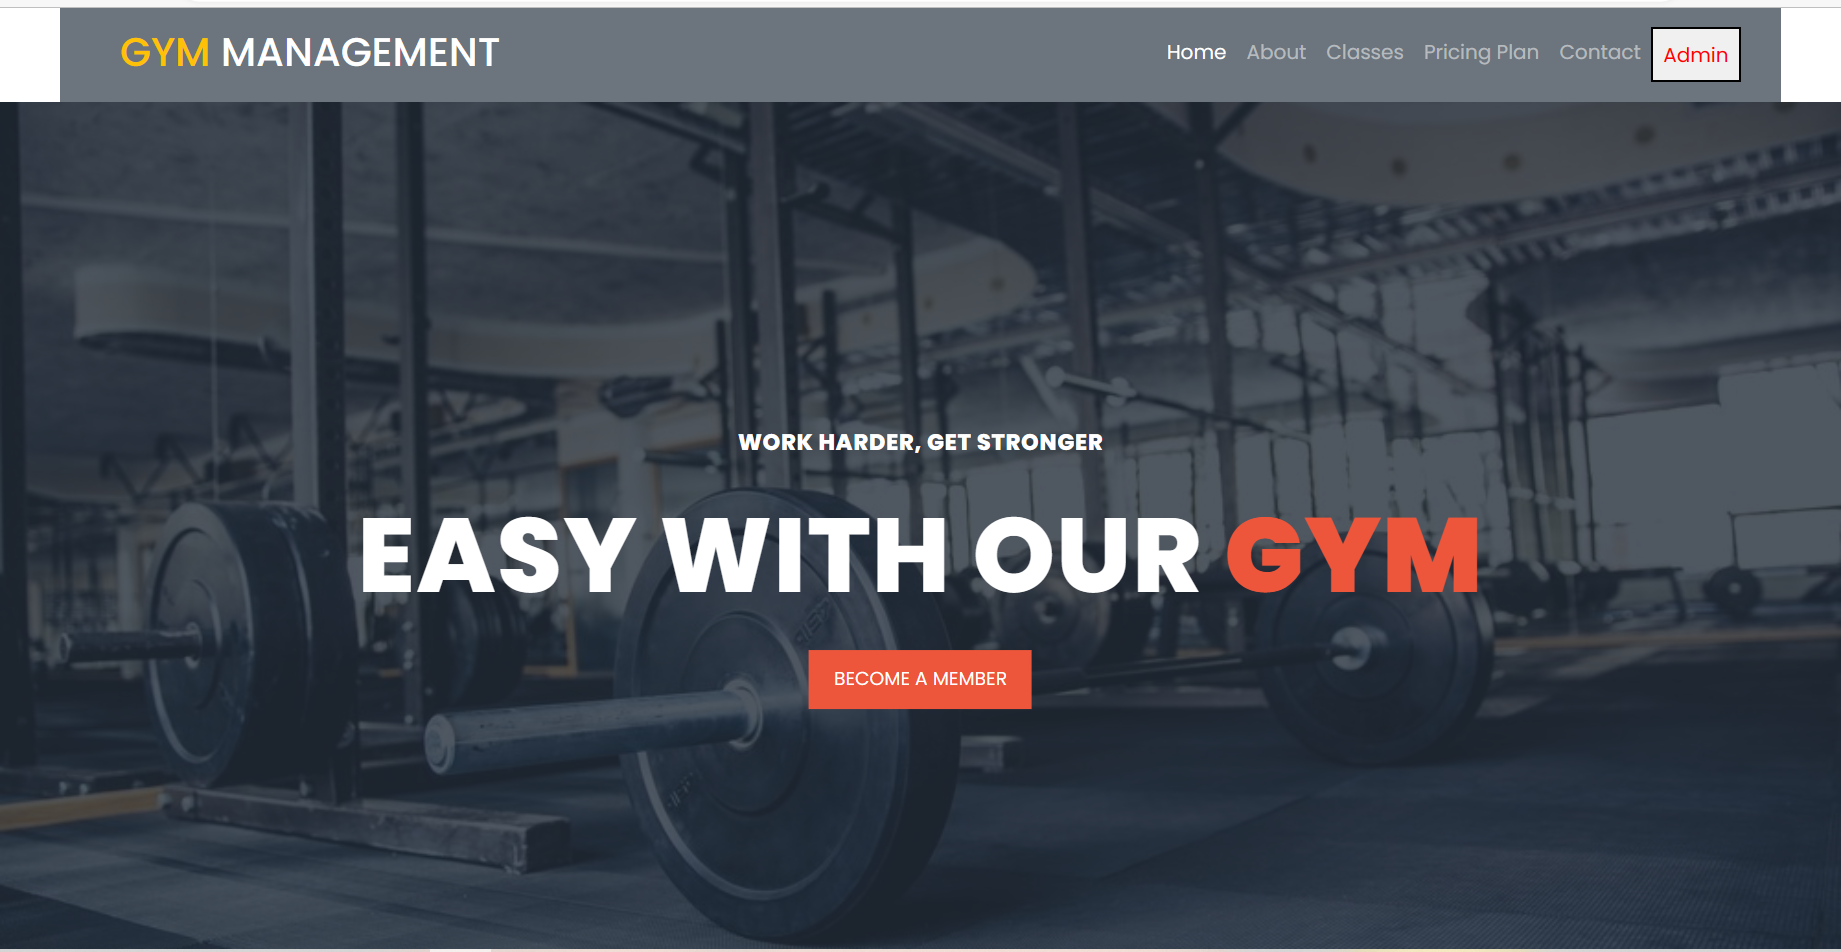 GYM MANAGEMENT
Home About Classes Pricing Plan Contact Admin
WORK HARDER, GET STRONGER
EASY WITH OUR GYM
BECOME A MEMBER